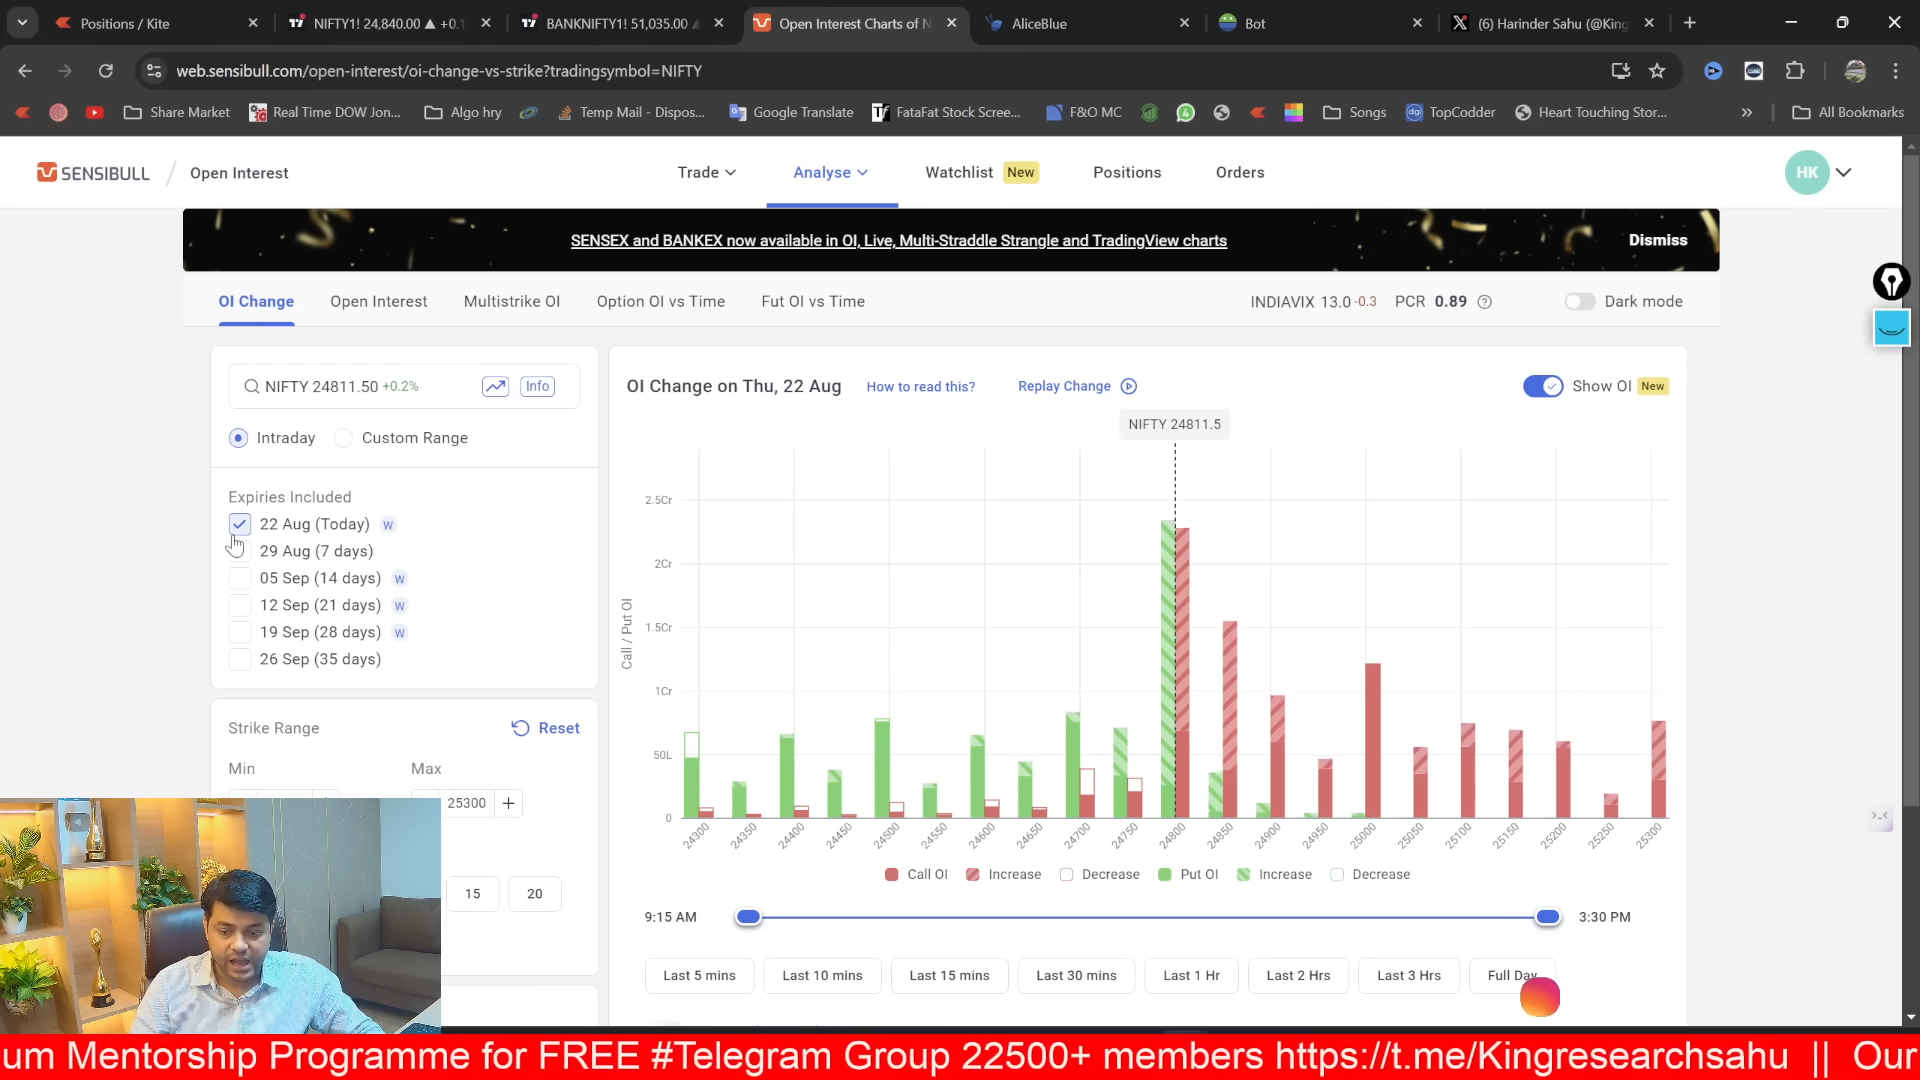 Positions / Kite
NIFTY1! 24,840.00 ▲ +0.1
BANKNIFTY1! 51,035.00
Open Interest Charts of N
AliceBlue
Bot
(6) Harinder Sahu (@King
web.sensibull.com/open-interest/oi-change-vs-strike?tradingsymbol=NIFTY
Share Market
Real Time DOW Jon...
Algo hry
Temp Mail - Dispos...
Google Translate
FataFat Stock Scree...
F&O MC
Songs
TopCodder
Heart Touching Stor...
All Bookmarks
SENSIBULL / Open Interest
Trade
Analyse
Watchlist New
Positions
Orders
HK
SENSEX and BANKEX now available in OI, Live, Multi-Straddle Strangle and TradingView charts
Dismiss
OI Change
Open Interest
Multistrike OI
Option OI vs Time
Fut OI vs Time
INDIAVIX 13.0 -0.3 PCR 0.89
Dark mode
NIFTY 24811.50 +0.2%
Info
Intraday
Custom Range
Expiries Included
22 Aug (Today) W
29 Aug (7 days)
05 Sep (14 days) W
12 Sep (21 days) W
19 Sep (28 days) W
26 Sep (35 days)
Strike Range
Reset
Min
Max
25300 +
15
20
OI Change on Thu, 22 Aug
How to read this?
Replay Change
Show OI New
NIFTY 24811.5
Call / Put OI
2.5Cr
2Cr
1.5Cr
1Cr
50L
0
24300 24350 24400 24450 24500 24550 24600 24650 24700 24750 24800 24850 24900 24950 25000 25050 25100 25150 25200 25250 25300
Call OI Increase Decrease Put OI Increase Decrease
9:15 AM
3:30 PM
Last 5 mins
Last 10 mins
Last 15 mins
Last 30 mins
Last 1 Hr
Last 2 Hrs
Last 3 Hrs
Full Day
um Mentorship Programme for FREE #Telegram Group 22500+ members https://t.me/Kingresearchsahu || Our